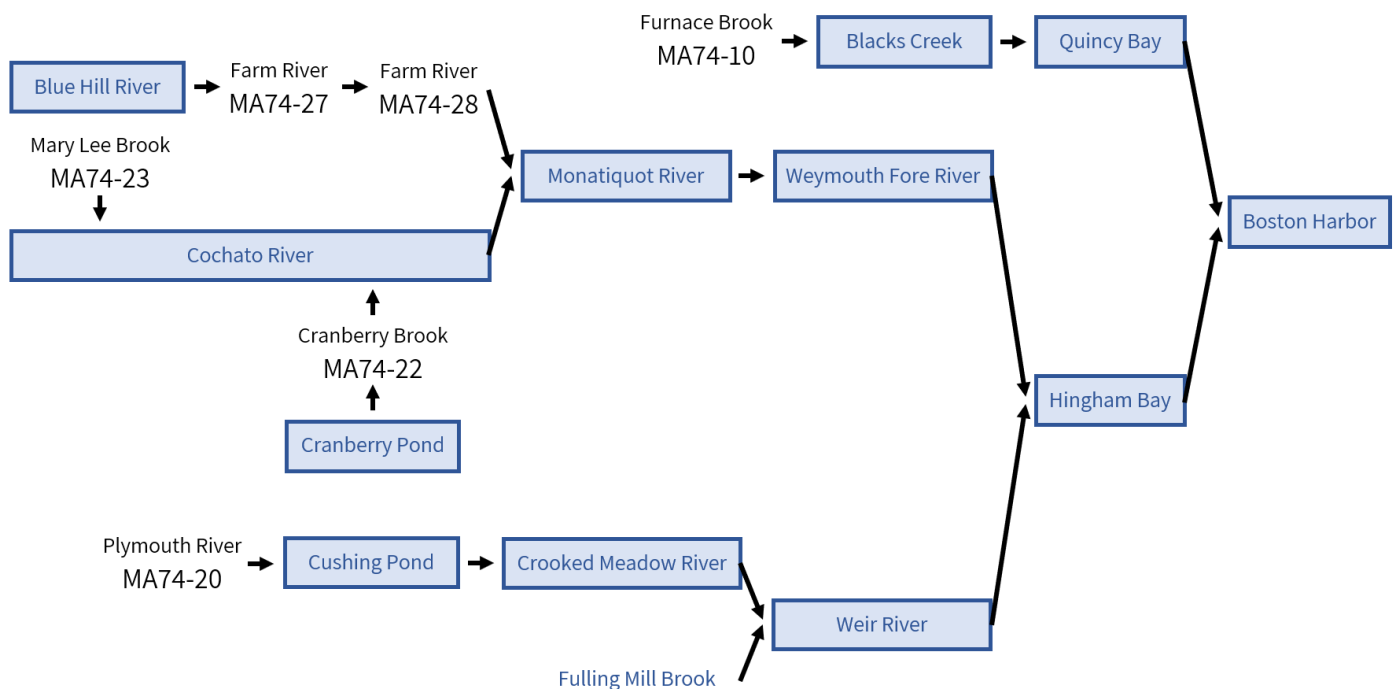 Furnace Brook
MA74-10
Blacks Creek
Quincy Bay
Blue Hill River
Farm River
MA74-27
Farm River
MA74-28
Mary Lee Brook
MA74-23
Monatiquot River
Weymouth Fore River
Boston Harbor
Cochato River
Cranberry Brook
MA74-22
Hingham Bay
Cranberry Pond
Plymouth River
MA74-20
Cushing Pond
Crooked Meadow River
Weir River
Fulling Mill Brook